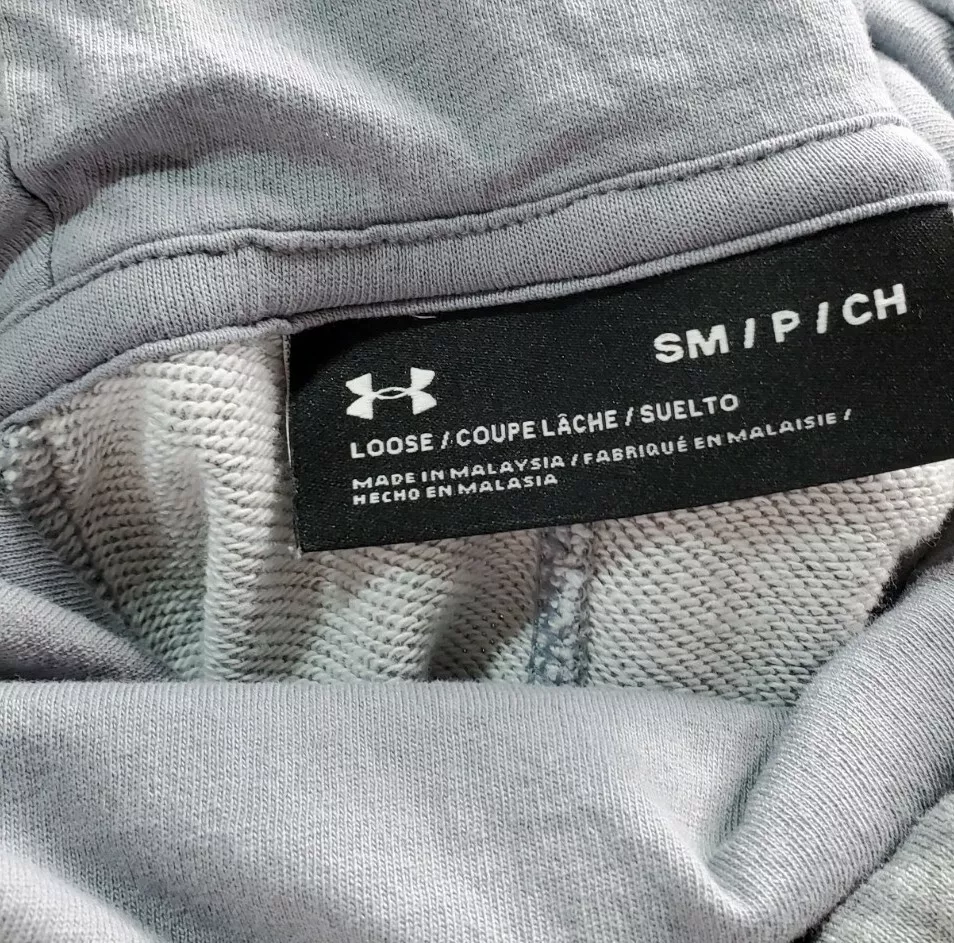 SM / P / CH
LOOSE / COUPE LÂCHE / SUELTO
MADE IN MALAYSIA / FABRIQUÉ EN MALAISIE /
HECHO EN MALASIA